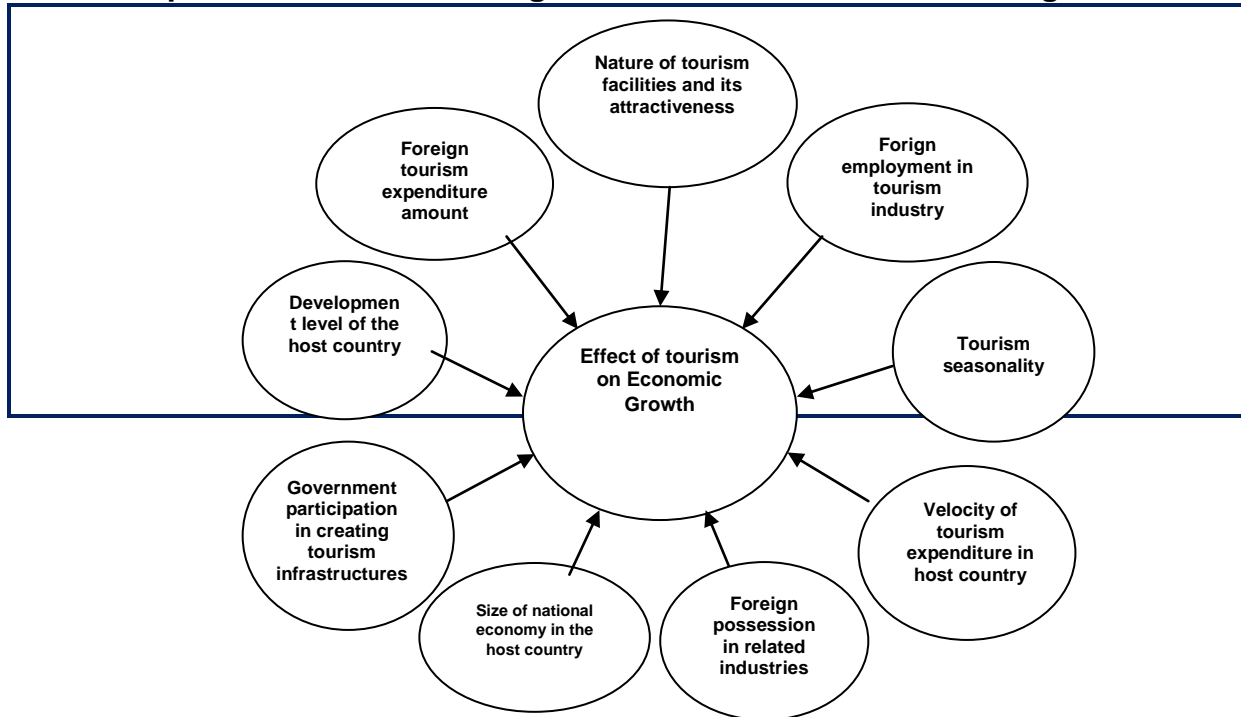 Nature of tourism
facilities and its
attractiveness
Foreign
tourism
expenditure
amount
Forign
employment in
tourism
industry
Developmen
t level of the
host country
Effect of tourism
on Economic
Growth
Tourism
seasonality
Government
participation
in creating
tourism
infrastructures
Velocity of
tourism
expenditure in
host country
Size of national
economy in the
host country
Foreign
possession
in related
industries